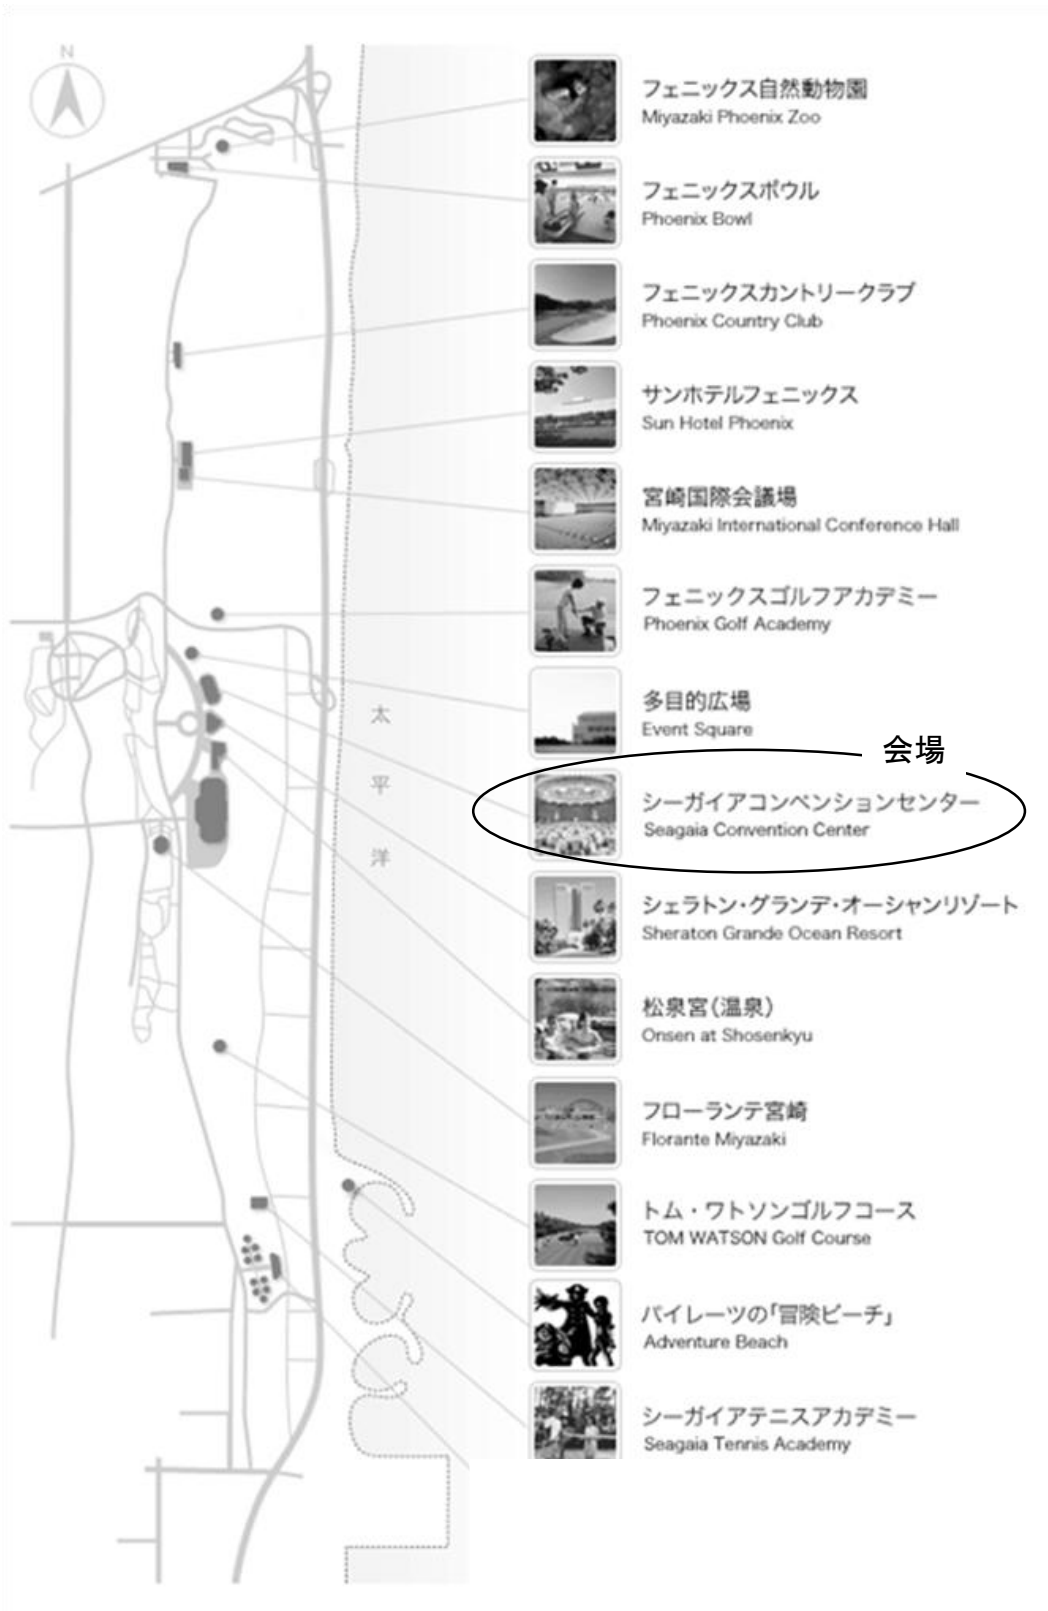 N
フェニックス自然動物園
Miyazaki Phoenix Zoo
フェニックスボウル
Phoenix Bowl
フェニックスカントリークラブ
Phoenix Country Club
サンホテルフェニックス
Sun Hotel Phoenix
宮崎国際会議場
Miyazaki International Conference Hall
フェニックスゴルフアカデミー
Phoenix Golf Academy
多目的広場
Event Square
会場
シーガイアコンベンションセンター
Seagaia Convention Center
シェラトン・グランデ・オーシャンリゾート
Sheraton Grande Ocean Resort
松泉宮(温泉)
Onsen at Shosenkyu
フローランテ宮崎
Florante Miyazaki
トム・ワトソンゴルフコース
TOM WATSON Golf Course
パイレーツの「冒険ビーチ」
Adventure Beach
シーガイアテニスアカデミー
Seagaia Tennis Academy
太平洋